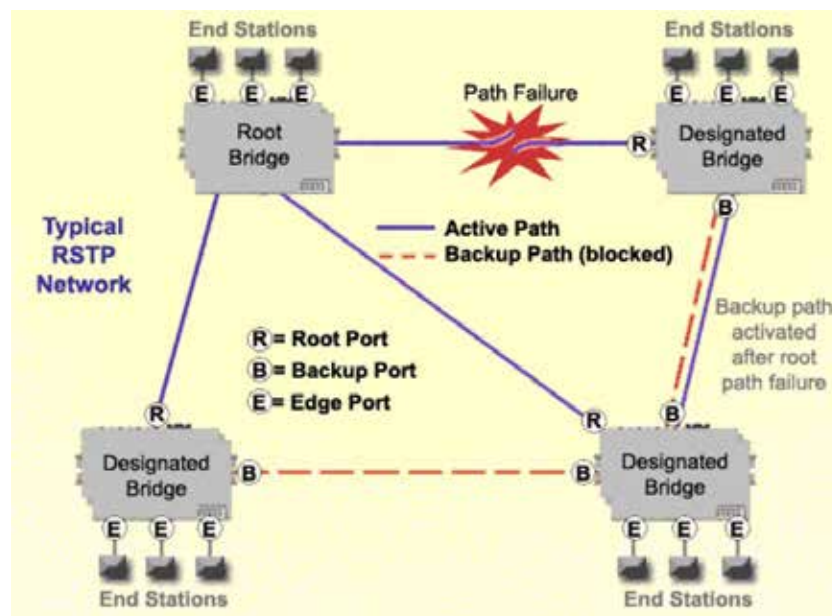 End Stations
End Stations
E E E
E E E
Path Failure
Root
Bridge
R
Designated
Bridge
B
Active Path
Backup Path (blocked)
Typical
RSTP
Network
Backup path
activated
after root
path failure
R = Root Port
B = Backup Port
E = Edge Port
R
R
B
Designated
Bridge
B
B
Designated
Bridge
E E E
E E E
End Stations
End Stations